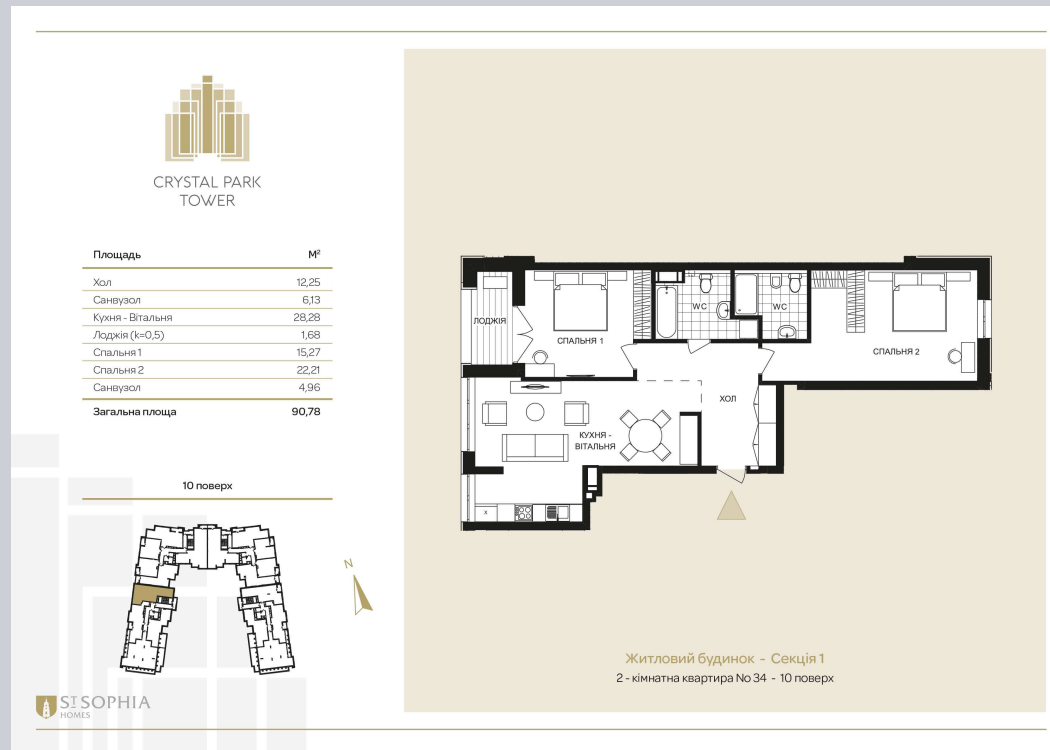 CRYSTAL PARK
TOWER
Площадь М²
Хол 12,25
Санвузол 6,13
Кухня - Вітальня 28,28
Лоджія (k=0,5) 1,68
Спальня 1 15,27
Спальня 2 22,21
Санвузол 4,96
Загальна площа 90,78
10 поверх
N
ST SOPHIA
HOMES
ЛОДЖІЯ
СПАЛЬНЯ 1
WC
WC
СПАЛЬНЯ 2
ХОЛ
КУХНЯ -
ВІТАЛЬНЯ
X
Житловий будинок - Секція 1
2 - кімнатна квартира No 34 - 10 поверх